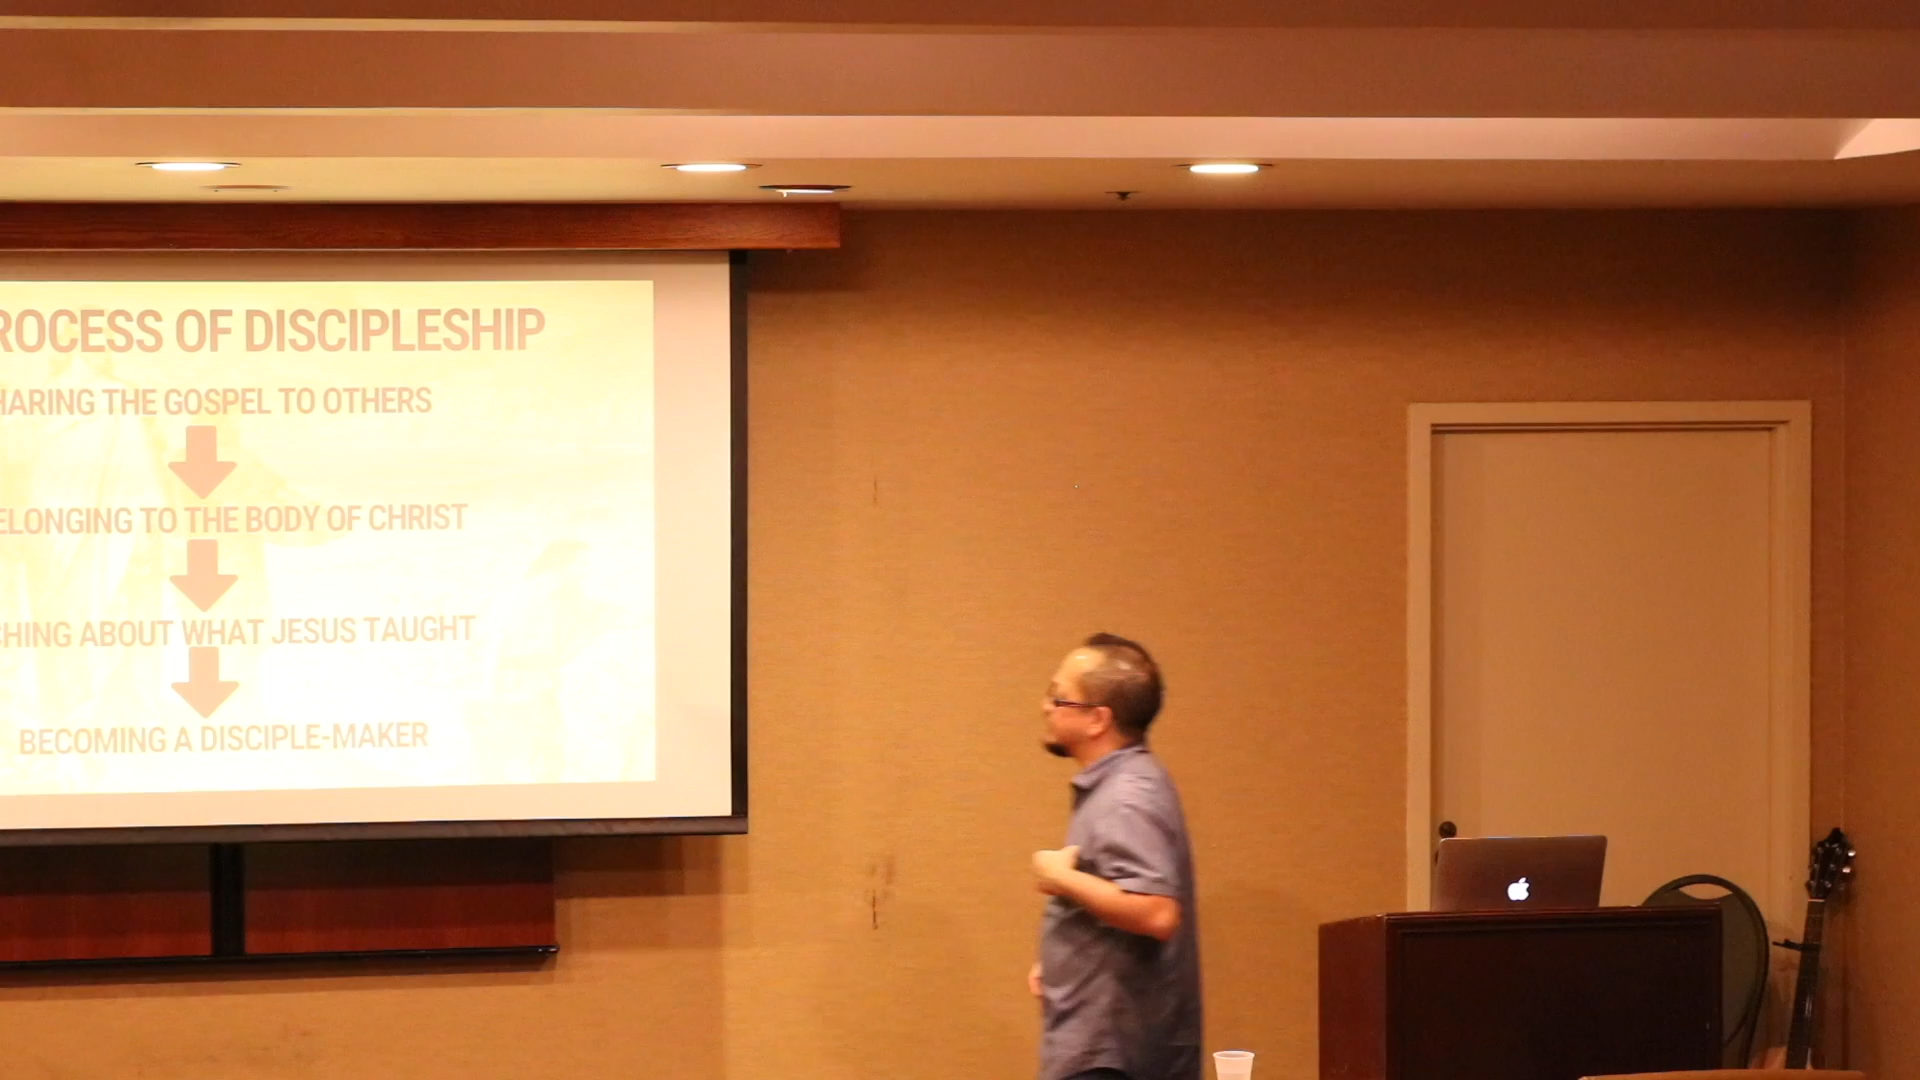 ROCESS OF DISCIPLESHIP
HARING THE GOSPEL TO OTHERS
ELONGING TO THE BODY OF CHRIST
CHING ABOUT WHAT JESUS TAUGHT
BECOMING A DISCIPLE-MAKER